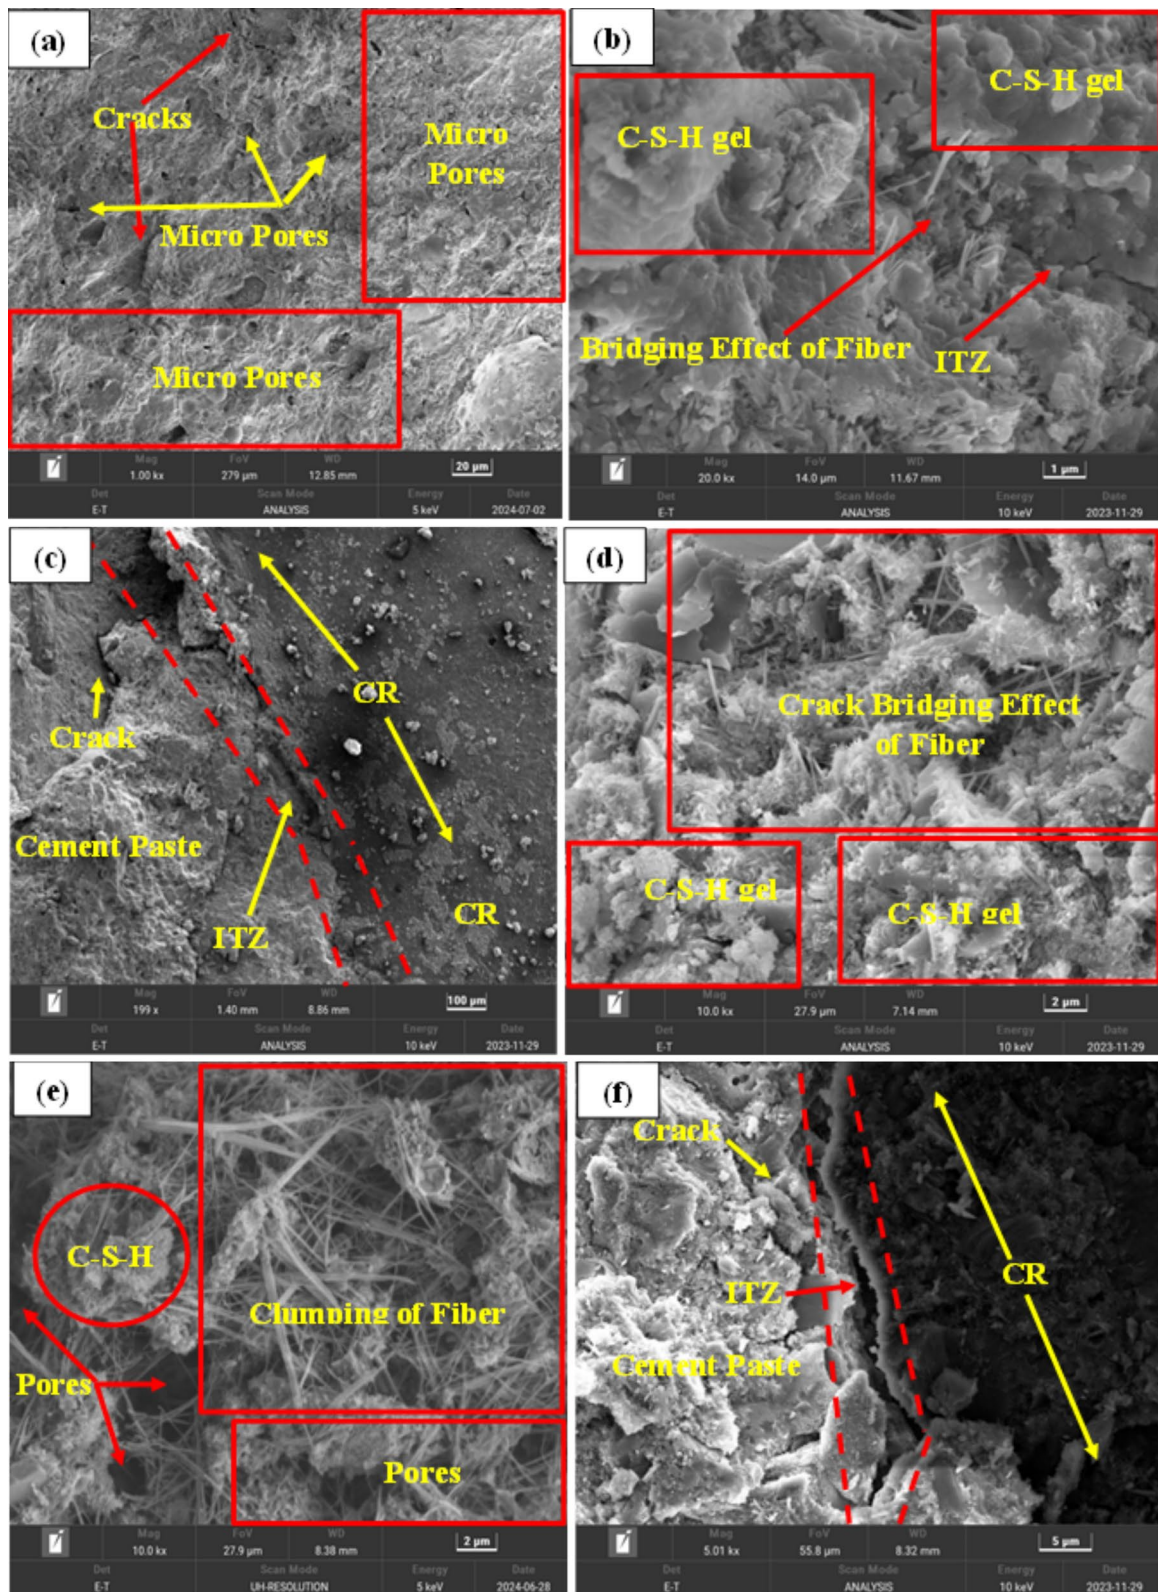 (a)
Cracks
Micro
Pores
Micro Pores
Micro Pores
Mag FoV WD
1.00 kx 279 µm 12.85 mm 20 µm
Det Scan Mode Energy Date
E-T ANALYSIS 5 keV 2024-07-02
(b)
C-S-H gel
C-S-H gel
Bridging Effect of Fiber
ITZ
Mag FoV WD
20.0 kx 14.0 µm 11.67 mm 1 µm
Det Scan Mode Energy Date
E-T ANALYSIS 10 keV 2023-11-29
(c)
CR
Crack
Cement Paste
CR
ITZ
Mag FoV WD
199 x 1.40 mm 8.86 mm 100 µm
Det Scan Mode Energy Date
E-T ANALYSIS 10 keV 2023-11-29
(d)
Crack Bridging Effect
of Fiber
C-S-H gel
C-S-H gel
Mag FoV WD
10.0 kx 27.9 µm 7.14 mm 2 µm
Det Scan Mode Energy Date
E-T ANALYSIS 10 keV 2023-11-29
(e)
C-S-H
Clumping of Fiber
Pores
Pores
Mag FoV WD
10.0 kx 27.9 µm 8.38 mm 2 µm
Det Scan Mode Energy Date
E-T UH-RESOLUTION 5 keV 2024-06-28
(f)
Crack
CR
ITZ
Cement Paste
Mag FoV WD
5.01 kx 55.8 µm 8.32 mm 5 µm
Det Scan Mode Energy Date
E-T ANALYSIS 10 keV 2023-11-29